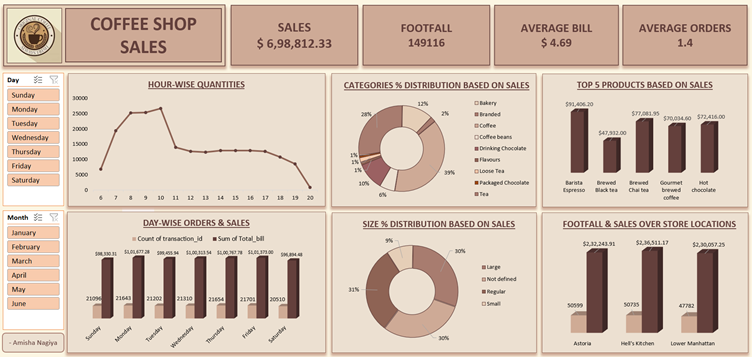 COFFEE SHOP
SALES
SALES
$ 6,98,812.33
FOOTFALL
149116
AVERAGE BILL
$ 4.69
AVERAGE ORDERS
1.4
Day
Sunday
Monday
Tuesday
Wednesday
Thursday
Friday
Saturday
HOUR-WISE QUANTITIES
30000
25000
20000
15000
10000
5000
0
6 7 8 9 10 11 12 13 14 15 16 17 18 19 20
CATEGORIES % DISTRIBUTION BASED ON SALES
12%
2%
39%
6%
10%
1%
1%
1%
28%
Bakery
Branded
Coffee
Coffee beans
Drinking Chocolate
Flavours
Loose Tea
Packaged Chocolate
Tea
TOP 5 PRODUCTS BASED ON SALES
$91,406.20
$47,932.00
$77,081.95
$70,034.60
$72,416.00
Barista Espresso
Brewed Black tea
Brewed Chai tea
Gourmet brewed coffee
Hot chocolate
Month
January
February
March
April
May
June
- Amisha Nagiya
DAY-WISE ORDERS & SALES
Count of transaction_id
Sum of Total_bill
$98,330.31
$1,01,677.28
$99,455.94
$1,00,313.54
$1,00,767.78
$1,01,373.00
$96,894.48
21096
21643
21202
21310
21654
21701
20510
Sunday
Monday
Tuesday
Wednesday
Thursday
Friday
Saturday
SIZE % DISTRIBUTION BASED ON SALES
9%
30%
31%
30%
Large
Not defined
Regular
Small
FOOTFALL & SALES OVER STORE LOCATIONS
$2,32,243.91
$2,36,511.17
$2,30,057.25
50599
50735
47782
Astoria
Hell's Kitchen
Lower Manhattan